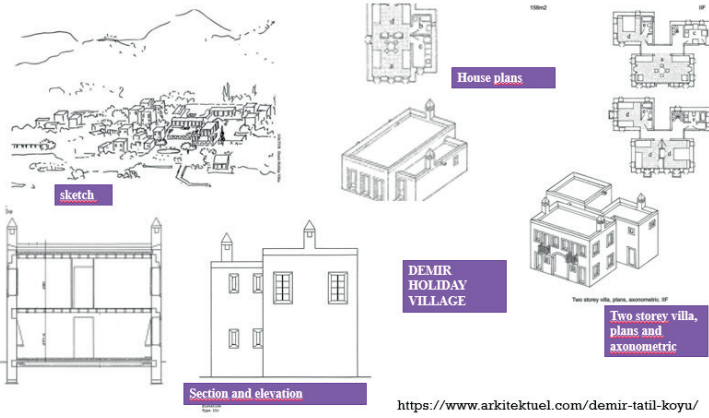 158m2
IIF
House plans
sketch
DEMIR
HOLIDAY
VILLAGE
Two storey villa, plans, axonometric, IIF
Two storey villa,
plans and
axonometric
Section and elevation
https://www.arkitektuel.com/demir-tatil-koyu/